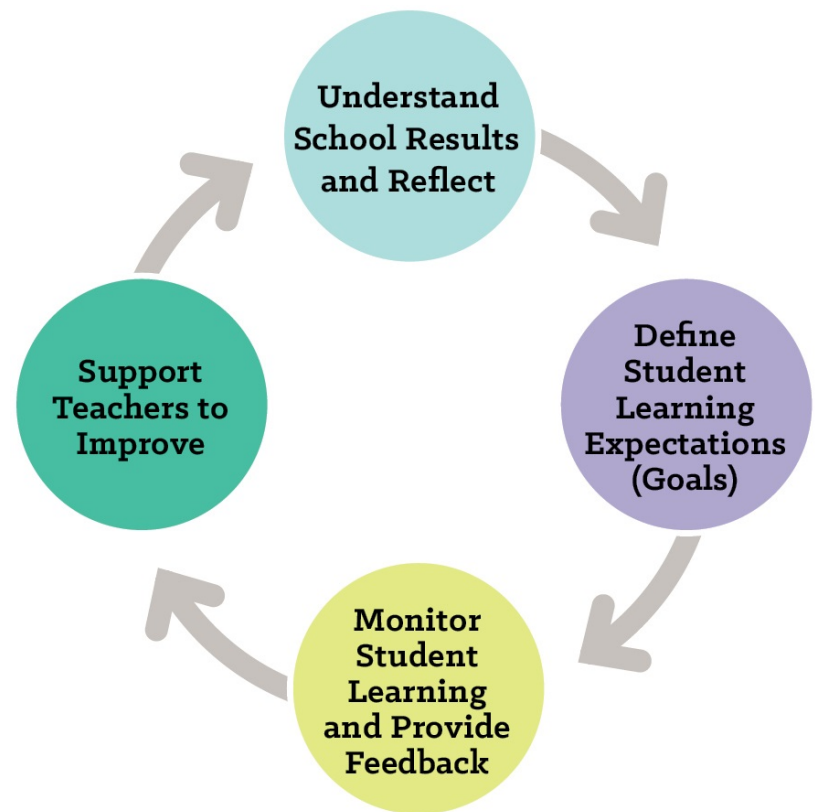 Understand
School Results
and Reflect
Define
Student
Learning
Expectations
(Goals)
Monitor
Student
Learning
and Provide
Feedback
Support
Teachers to
Improve